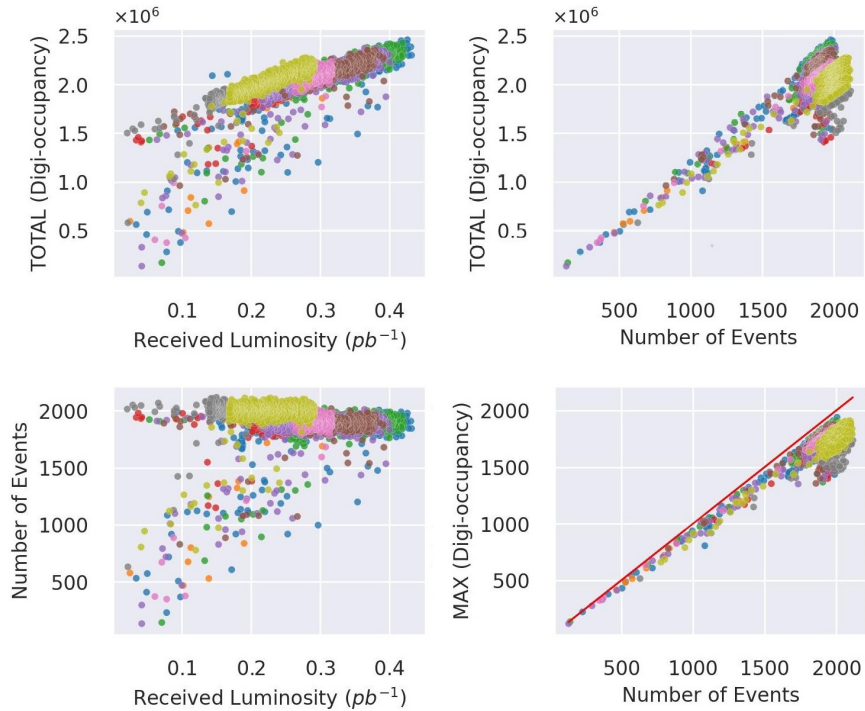 ×10⁶
2.5
2.0
1.5
1.0
0.5
TOTAL (Digi-occupancy)
0.1 0.2 0.3 0.4
Received Luminosity (pb⁻¹)
×10⁶
2.5
2.0
1.5
1.0
0.5
TOTAL (Digi-occupancy)
500 1000 1500 2000
Number of Events
2000
1500
1000
500
Number of Events
0.1 0.2 0.3 0.4
Received Luminosity (pb⁻¹)
2000
1500
1000
500
MAX (Digi-occupancy)
500 1000 1500 2000
Number of Events